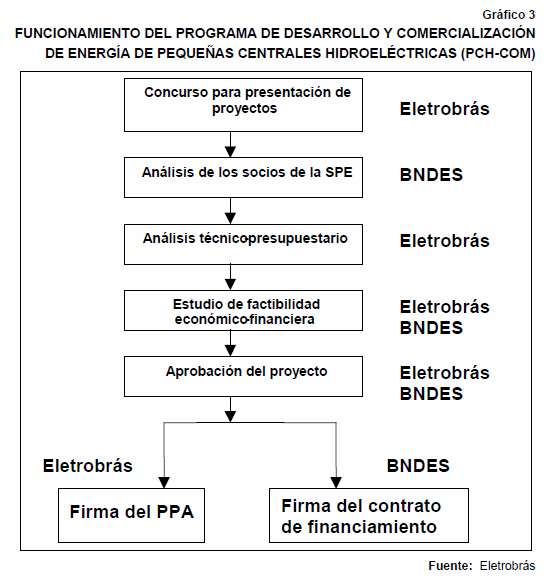 Gráfico 3
FUNCIONAMIENTO DEL PROGRAMA DE DESARROLLO Y COMERCIALIZACIÓN
DE ENERGÍA DE PEQUEÑAS CENTRALES HIDROELÉCTRICAS (PCH-COM)
Concurso para presentación de
proyectos
Eletrobrás
Análisis de los socios de la SPE
BNDES
Análisis técnico-presupuestario
Eletrobrás
Estudio de factibilidad
económico-financiera
Eletrobrás
BNDES
Aprobación del proyecto
Eletrobrás
BNDES
Eletrobrás
BNDES
Firma del PPA
Firma del contrato
de financiamiento
Fuente: Eletrobrás